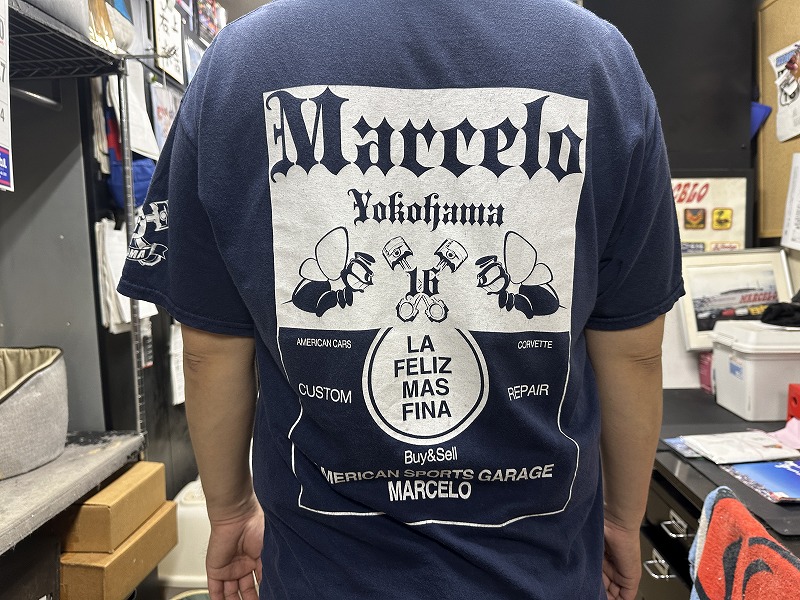 Marcelo
Yokohama
16
AMERICAN CARS
CORVETTE
LA
FELIZ
MAS
FINA
CUSTOM
REPAIR
Buy&Sell
MERICAN SPORTS GARAGE
MARCELO